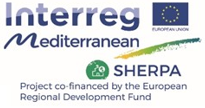 Interreg
EUROPEAN UNION
Mediterranean
SHERPA
Project co-financed by the European
Regional Development Fund